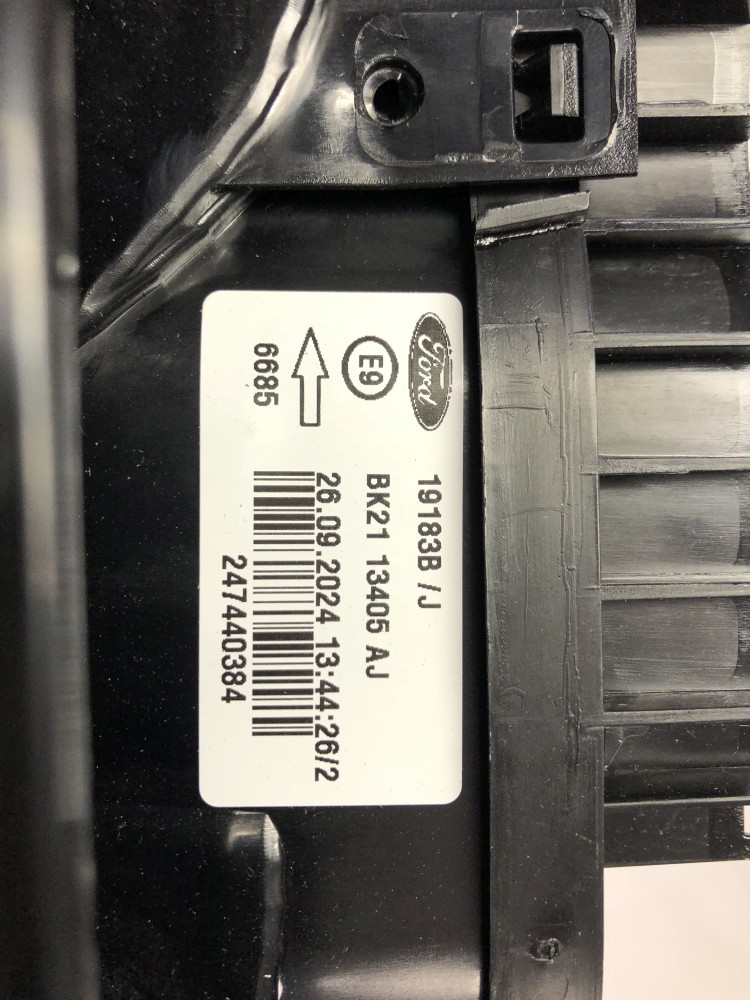 Ford
19183B /J
E9
BK21 13405 AJ
26.09.2024 13:44:26/2
6685
247440384